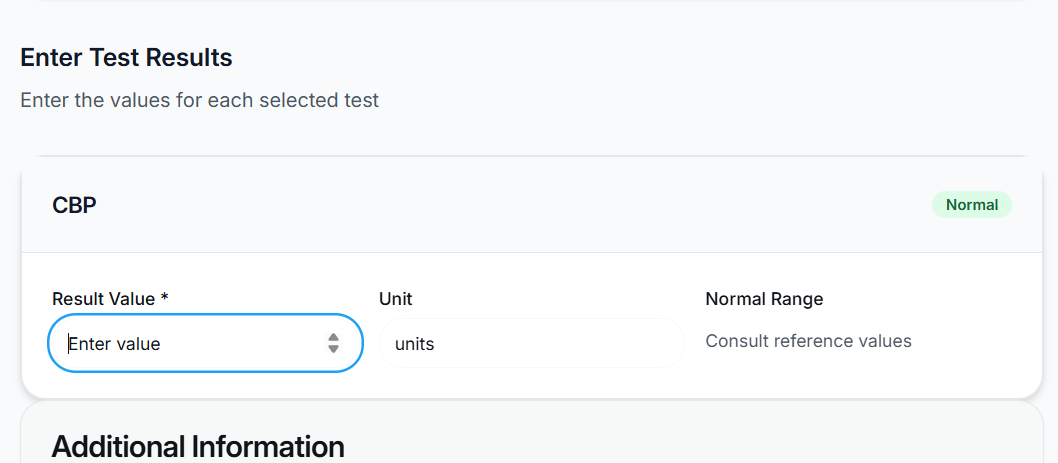 Enter Test Results
Enter the values for each selected test
CBP
Normal
Result Value *
Unit
Normal Range
Enter value
units
Consult reference values
Additional Information